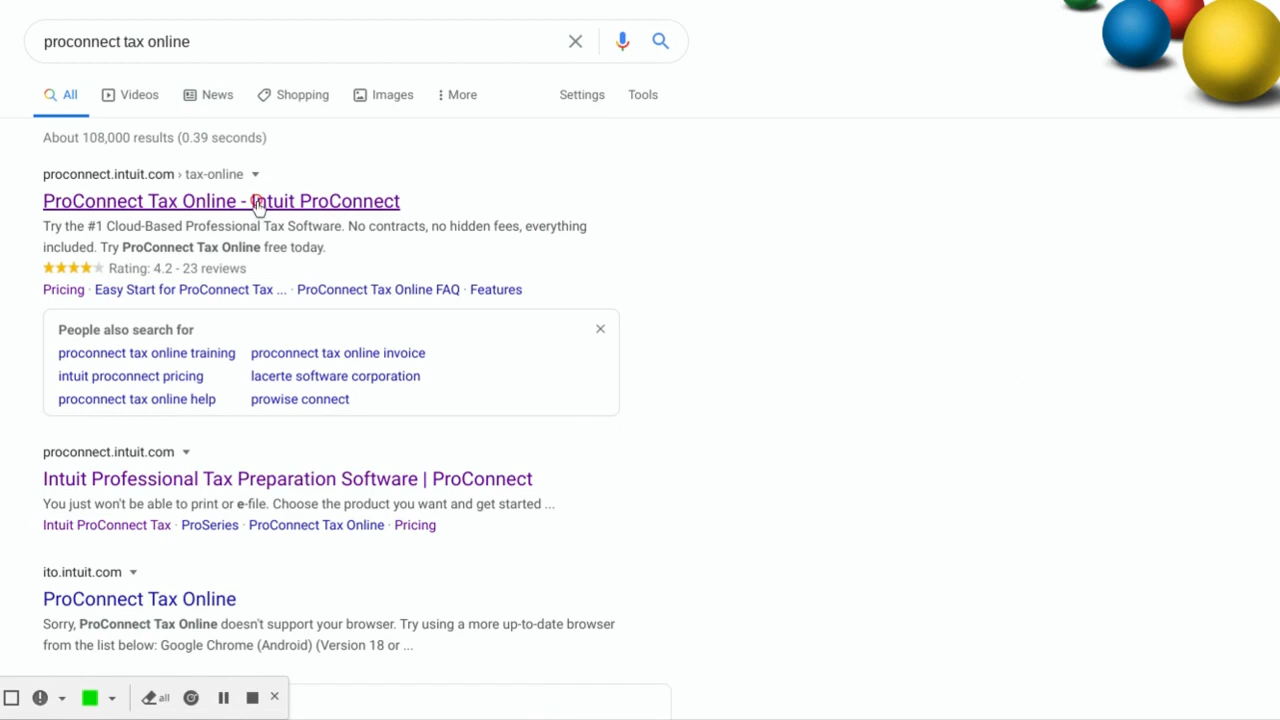 proconnect tax online
All Videos News Shopping Images More Settings Tools
About 108,000 results (0.39 seconds)
proconnect.intuit.com › tax-online
ProConnect Tax Online - Intuit ProConnect
Try the #1 Cloud-Based Professional Tax Software. No contracts, no hidden fees, everything
included. Try ProConnect Tax Online free today.
Rating: 4.2 - 23 reviews
Pricing · Easy Start for ProConnect Tax ... · ProConnect Tax Online FAQ · Features
People also search for
proconnect tax online training proconnect tax online invoice
intuit proconnect pricing lacerte software corporation
proconnect tax online help prowise connect
proconnect.intuit.com
Intuit Professional Tax Preparation Software | ProConnect
You just won't be able to print or e-file. Choose the product you want and get started ...
Intuit ProConnect Tax · ProSeries · ProConnect Tax Online · Pricing
ito.intuit.com
ProConnect Tax Online
Sorry, ProConnect Tax Online doesn't support your browser. Try using a more up-to-date browser
from the list below: Google Chrome (Android) (Version 18 or ...
all